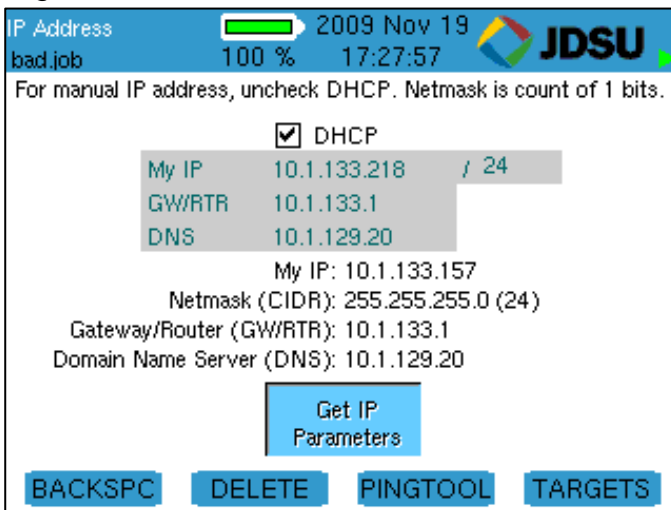 IP Address 2009 Nov 19 JDSU
bad.job 100 % 17:27:57
For manual IP address, uncheck DHCP. Netmask is count of 1 bits.
DHCP
My IP 10.1.133.218 / 24
GW/RTR 10.1.133.1
DNS 10.1.129.20
My IP: 10.1.133.157
Netmask (CIDR): 255.255.255.0 (24)
Gateway/Router (GW/RTR): 10.1.133.1
Domain Name Server (DNS): 10.1.129.20
Get IP
Parameters
BACKSPC DELETE PINGTOOL TARGETS